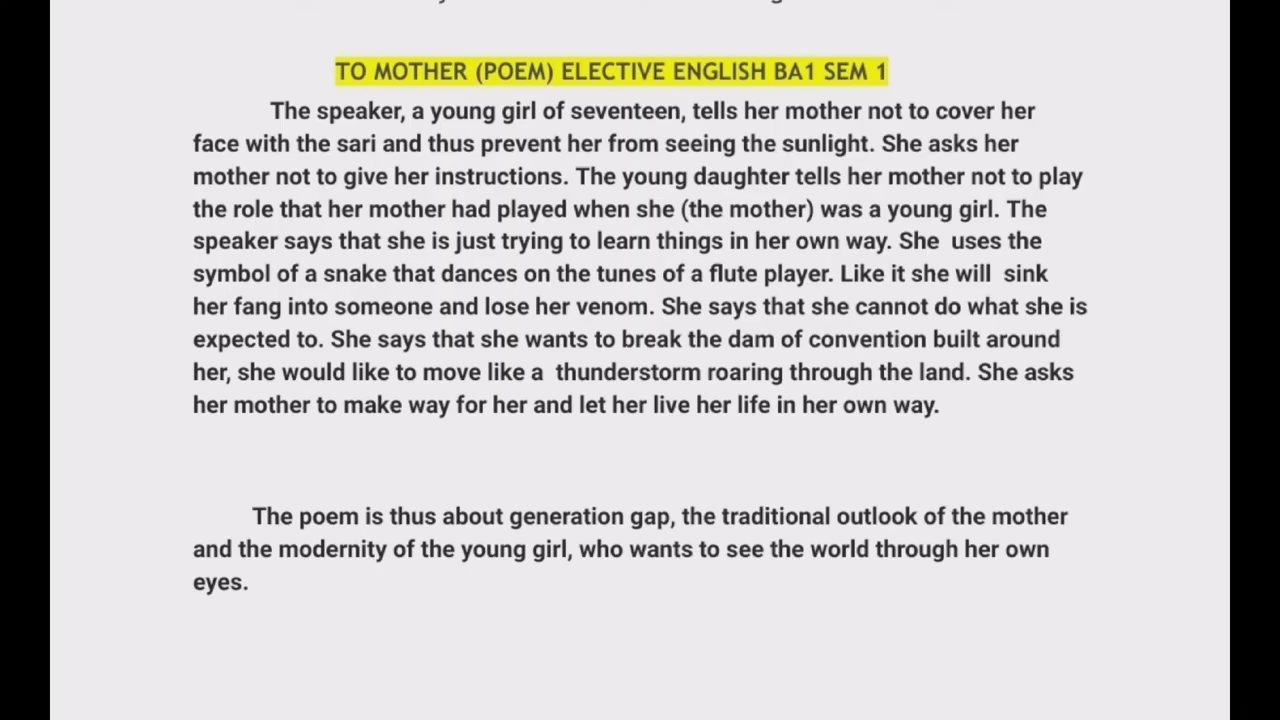 TO MOTHER (POEM) ELECTIVE ENGLISH BA1 SEM 1
The speaker, a young girl of seventeen, tells her mother not to cover her
face with the sari and thus prevent her from seeing the sunlight. She asks her
mother not to give her instructions. The young daughter tells her mother not to play
the role that her mother had played when she (the mother) was a young girl. The
speaker says that she is just trying to learn things in her own way. She uses the
symbol of a snake that dances on the tunes of a flute player. Like it she will sink
her fang into someone and lose her venom. She says that she cannot do what she is
expected to. She says that she wants to break the dam of convention built around
her, she would like to move like a thunderstorm roaring through the land. She asks
her mother to make way for her and let her live her life in her own way.
The poem is thus about generation gap, the traditional outlook of the mother
and the modernity of the young girl, who wants to see the world through her own
eyes.